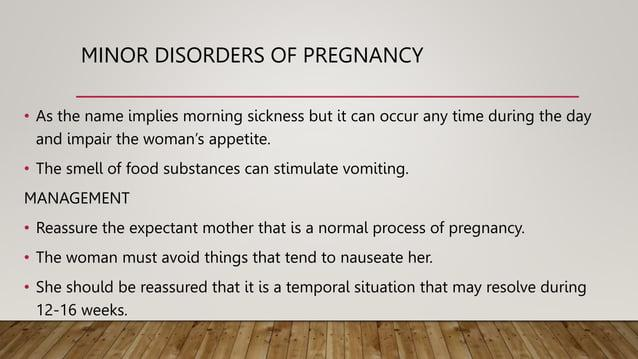 MINOR DISORDERS OF PREGNANCY
• As the name implies morning sickness but it can occur any time during the day
and impair the woman’s appetite.
• The smell of food substances can stimulate vomiting.
MANAGEMENT
• Reassure the expectant mother that is a normal process of pregnancy.
• The woman must avoid things that tend to nauseate her.
• She should be reassured that it is a temporal situation that may resolve during
12-16 weeks.